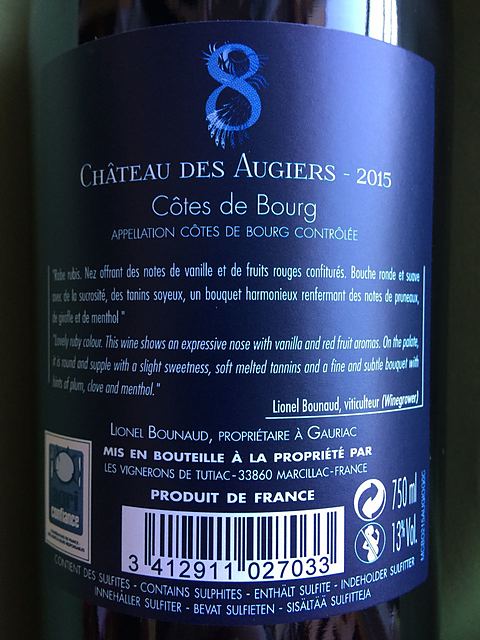 8
CHÂTEAU DES AUGIERS - 2015
Côtes de Bourg
APPELLATION CÔTES DE BOURG CONTRÔLÉE
"Robe rubis. Nez offrant des notes de vanille et de fruits rouges confiturés. Bouche ronde et suave
avec de la sucrosité, des tanins soyeux, un bouquet harmonieux renfermant des notes de pruneaux,
de girofle et de menthol "
"Lovely ruby colour. This wine shows an expressive nose with vanilla and red fruit aromas. On the palate,
it is round and supple with a slight sweetness, soft melted tannins and a fine and subtle bouquet with
hints of plum, clove and menthol."
Lionel Bounaud, viticulteur (Winegrower)
LIONEL BOUNAUD, PROPRIÉTAIRE À GAURIAC
MIS EN BOUTEILLE À LA PROPRIÉTÉ PAR
LES VIGNERONS DE TUTIAC - 33860 MARCILLAC - FRANCE
PRODUIT DE FRANCE
confiance
750 ml
13% Vol.
3 412911 027033
CONTENT DES SULFITES - CONTAINS SULPHITES - ENTHÄLT SULFITE - INDEHOLDER SULFITTER
INNEHÅLLER SULFITER - BEVAT SULFIETEN - SISÄLTÄÄ SULFIITTEJA